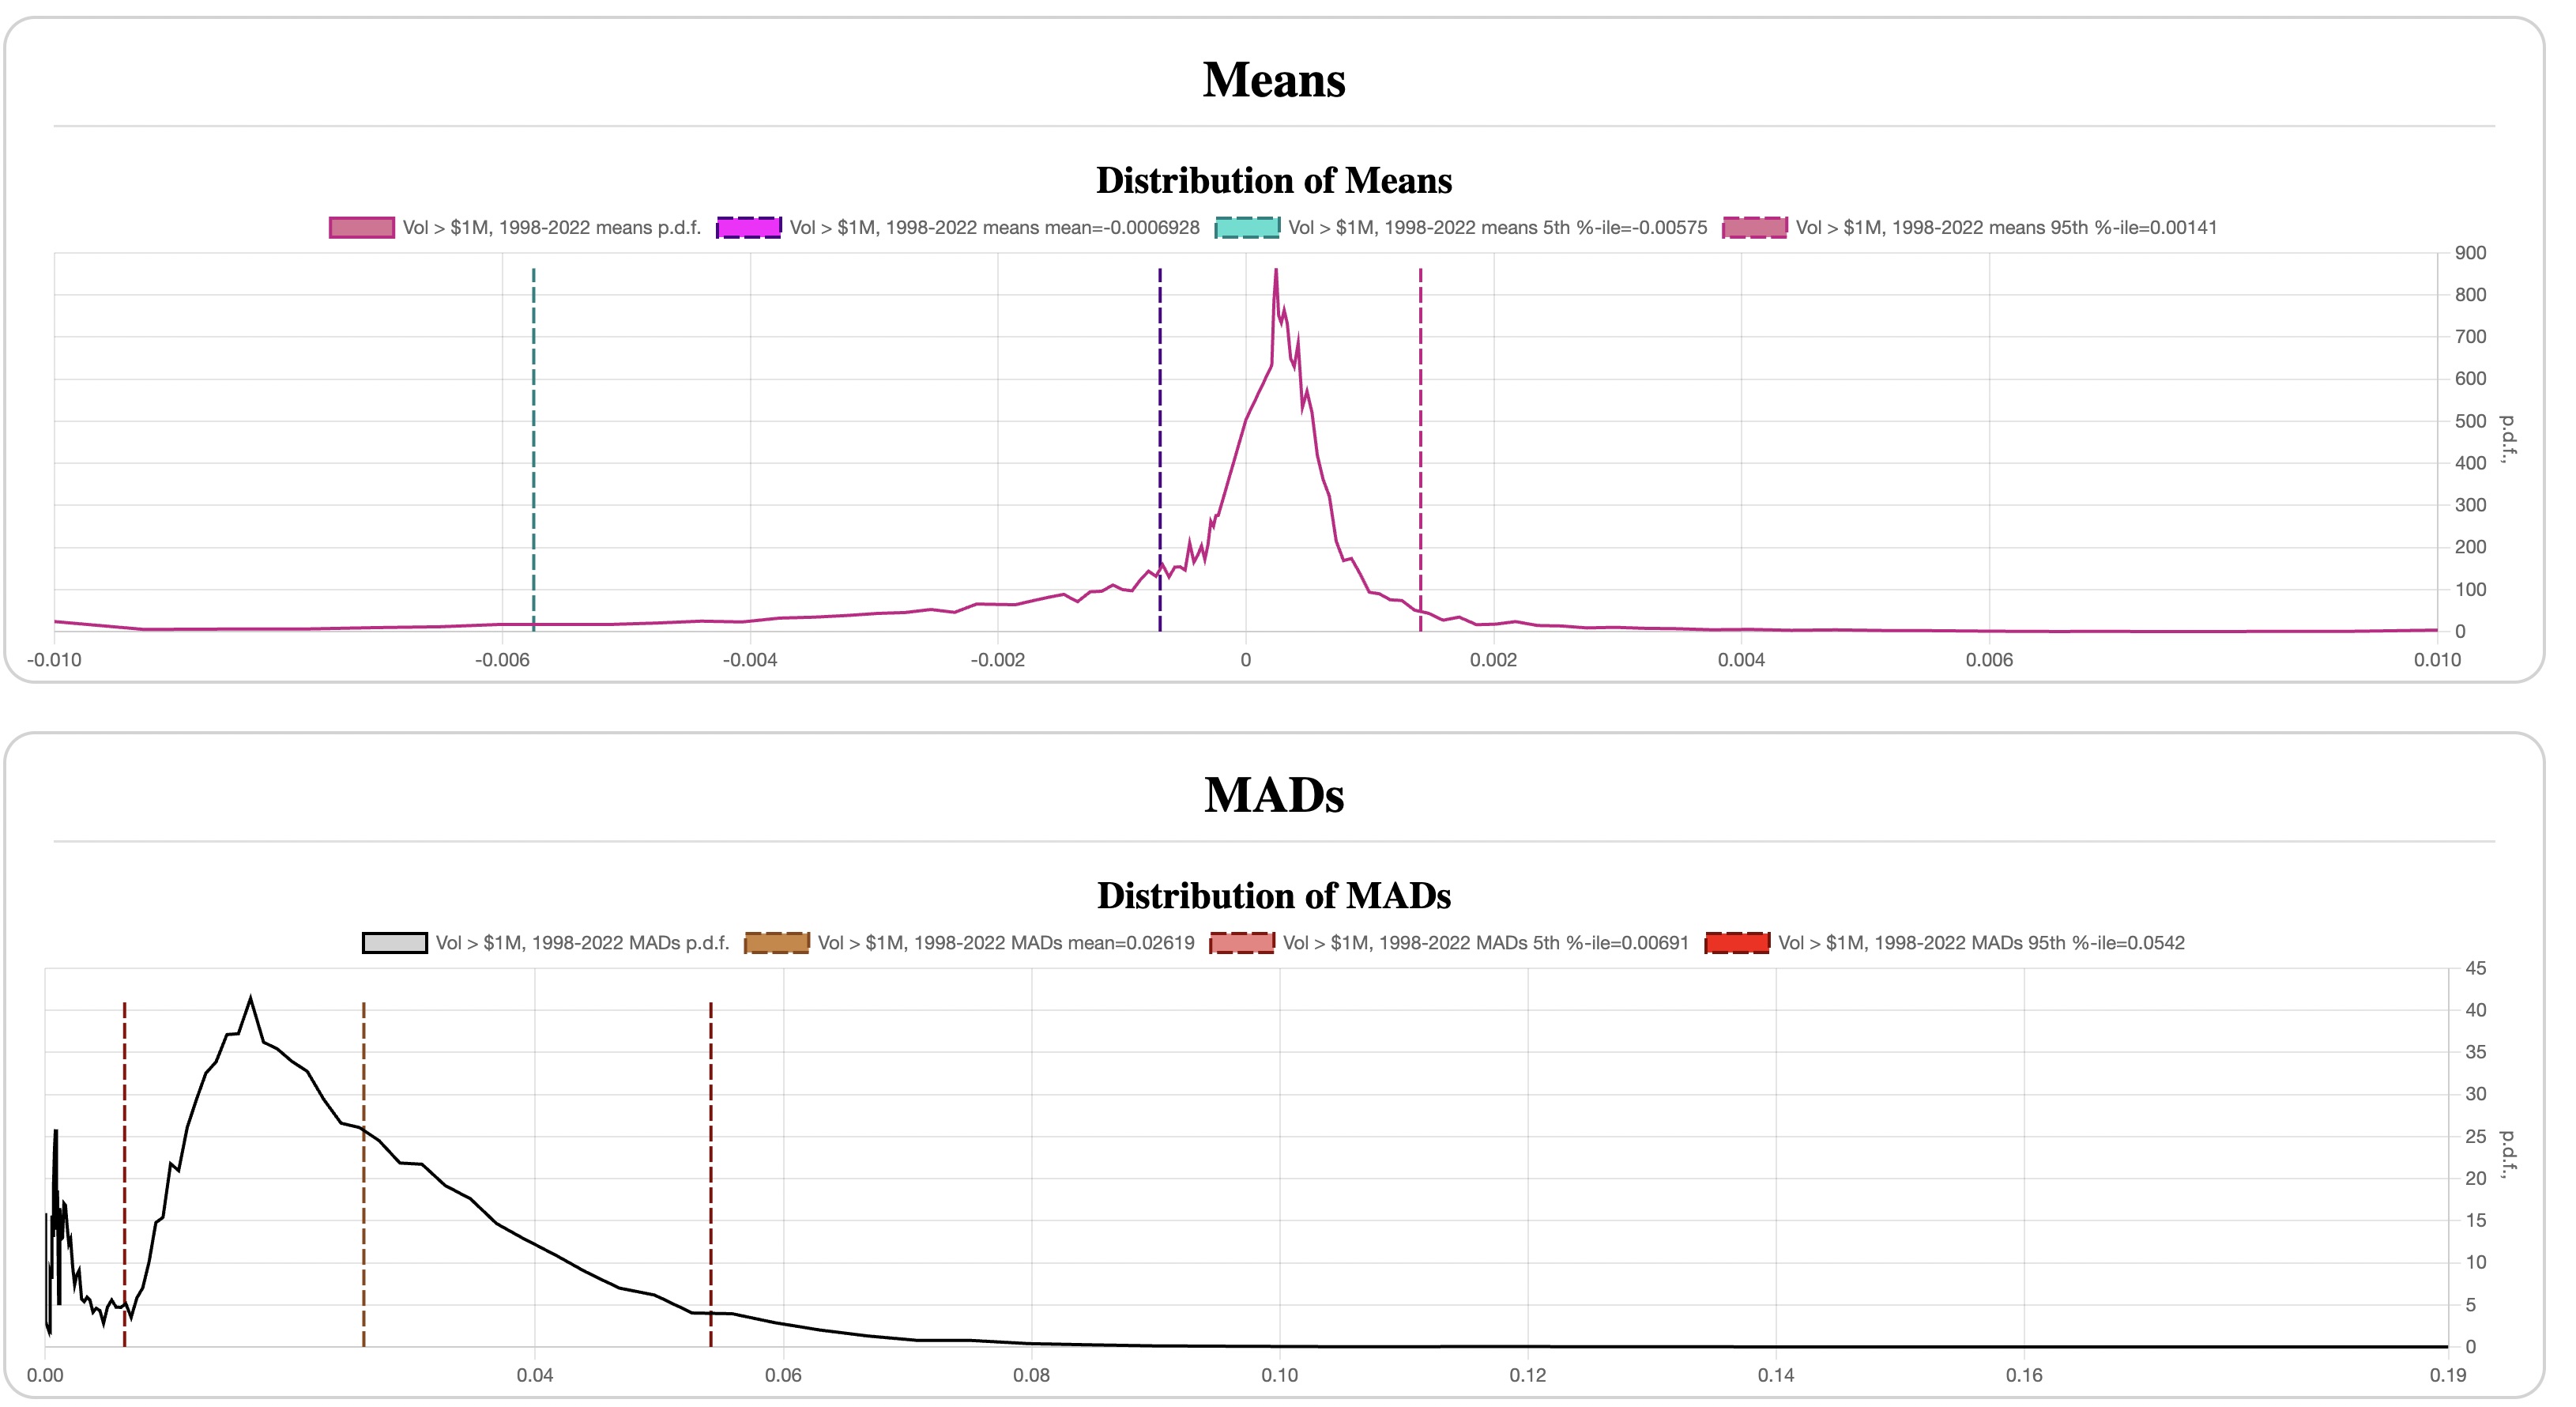 Means
Distribution of Means
Vol > $1M, 1998-2022 means p.d.f. Vol > $1M, 1998-2022 means mean=-0.0006928 Vol > $1M, 1998-2022 means 5th %-ile=-0.00575 Vol > $1M, 1998-2022 means 95th %-ile=0.00141
900
800
700
600
500
p.d.f.,
400
300
200
100
0
-0.010 -0.006 -0.004 -0.002 0 0.002 0.004 0.006 0.010
MADs
Distribution of MADs
Vol > $1M, 1998-2022 MADs p.d.f. Vol > $1M, 1998-2022 MADs mean=0.02619 Vol > $1M, 1998-2022 MADs 5th %-ile=0.00691 Vol > $1M, 1998-2022 MADs 95th %-ile=0.0542
45
40
35
30
25
p.d.f.,
20
15
10
5
0
0.00 0.04 0.06 0.08 0.10 0.12 0.14 0.16 0.19